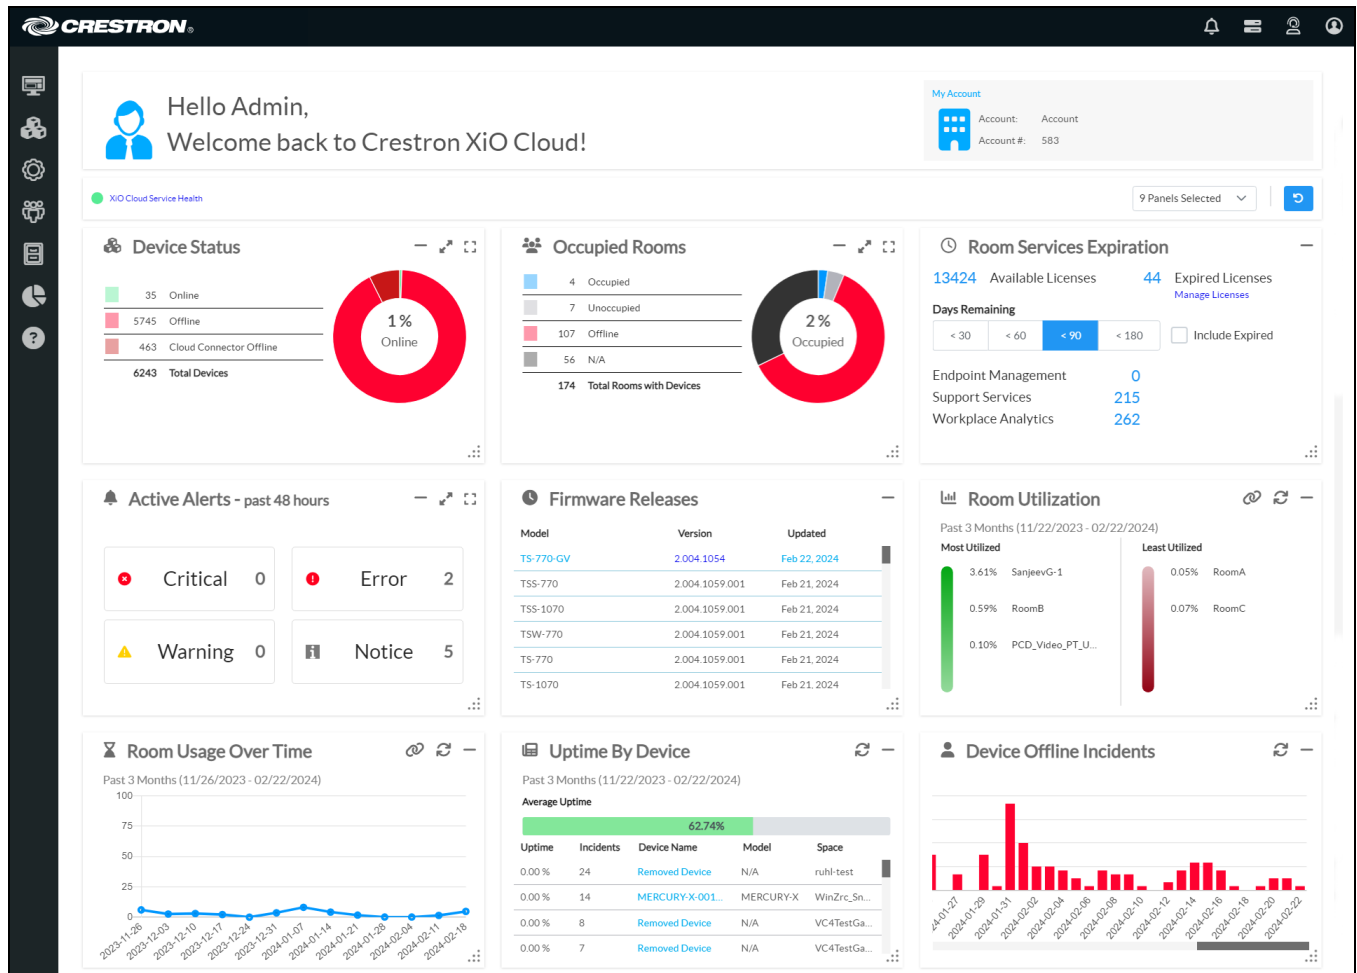 CRESTRON®
Hello Admin,
Welcome back to Crestron XiO Cloud!
My Account
Account: Account
Account #: 583
XiO Cloud Service Health
9 Panels Selected
Device Status
35 Online
5745 Offline
463 Cloud Connector Offline
6243 Total Devices
1%
Online
Occupied Rooms
4 Occupied
7 Unoccupied
107 Offline
56 N/A
174 Total Rooms with Devices
2%
Occupied
Room Services Expiration
13424 Available Licenses 44 Expired Licenses
Manage Licenses
Days Remaining
< 30 < 60 < 90 < 180 Include Expired
Endpoint Management 0
Support Services 215
Workplace Analytics 262
Active Alerts - past 48 hours
Critical 0
Error 2
Warning 0
Notice 5
Firmware Releases
Model Version Updated
TS-770-GV 2.004.1054 Feb 22, 2024
TSS-770 2.004.1059.001 Feb 21, 2024
TSS-1070 2.004.1059.001 Feb 21, 2024
TSW-770 2.004.1059.001 Feb 21, 2024
TS-770 2.004.1059.001 Feb 21, 2024
TS-1070 2.004.1059.001 Feb 21, 2024
Room Utilization
Past 3 Months (11/22/2023 - 02/22/2024)
Most Utilized
3.61% SanjeevG-1
0.59% RoomB
0.10% PCD_Video_PT_U...
Least Utilized
0.05% RoomA
0.07% RoomC
Room Usage Over Time
Past 3 Months (11/26/2023 - 02/22/2024)
100
75
50
25
0
2023-11-26 2023-12-03 2023-12-10 2023-12-17 2023-12-24 2023-12-31 2024-01-07 2024-01-14 2024-01-21 2024-01-28 2024-02-04 2024-02-11 2024-02-18
Uptime By Device
Past 3 Months (11/22/2023 - 02/22/2024)
Average Uptime
62.74%
Uptime Incidents Device Name Model Space
0.00 % 24 Removed Device N/A ruhl-test
0.00 % 14 MERCURY-X-001... MERCURY-X WinZrc_Sn...
0.00 % 8 Removed Device N/A VC4TestGa...
0.00 % 7 Removed Device N/A VC4TestGa...
Device Offline Incidents
24-01-27 2024-01-29 2024-01-31 2024-02-02 2024-02-04 2024-02-06 2024-02-08 2024-02-10 2024-02-12 2024-02-14 2024-02-16 2024-02-18 2024-02-20 2024-02-22